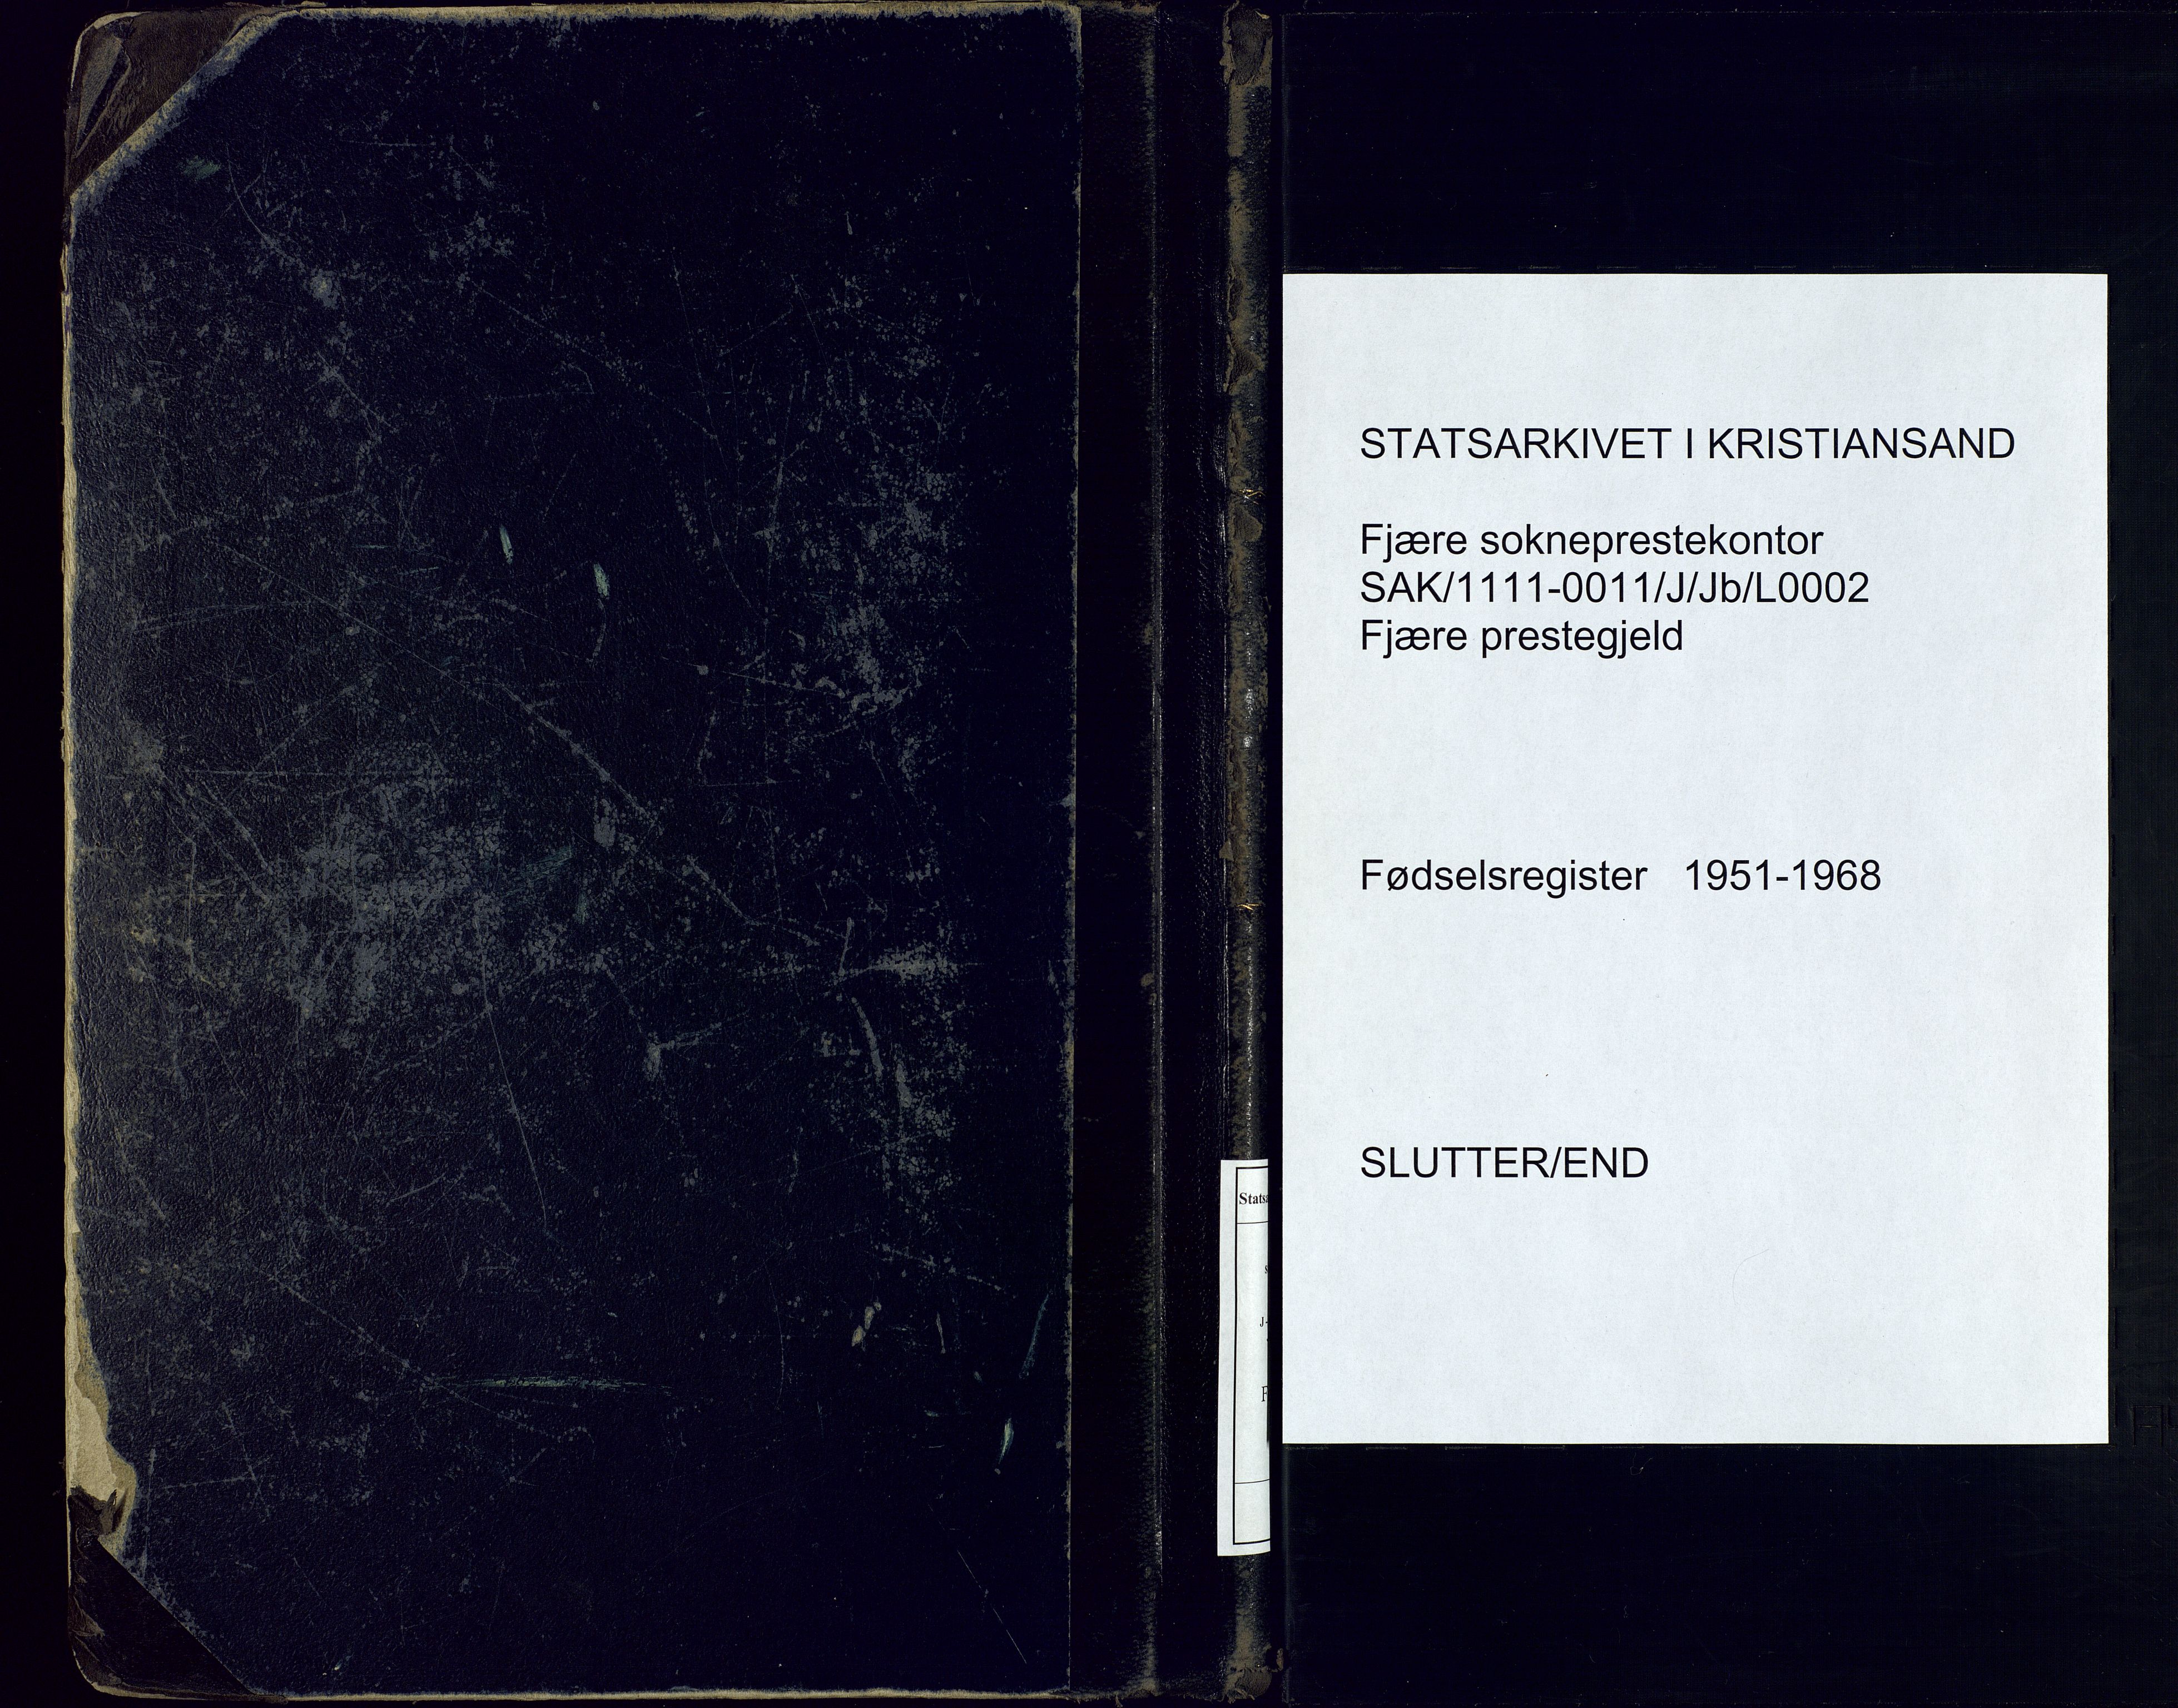 STATSARKIVET I KRISTIANSAND
Fjære sokneprestekontor
SAK/1111-0011/J/Jb/L0002
Fjære prestegjeld
Fødselsregister 1951-1968
SLUTTER/END